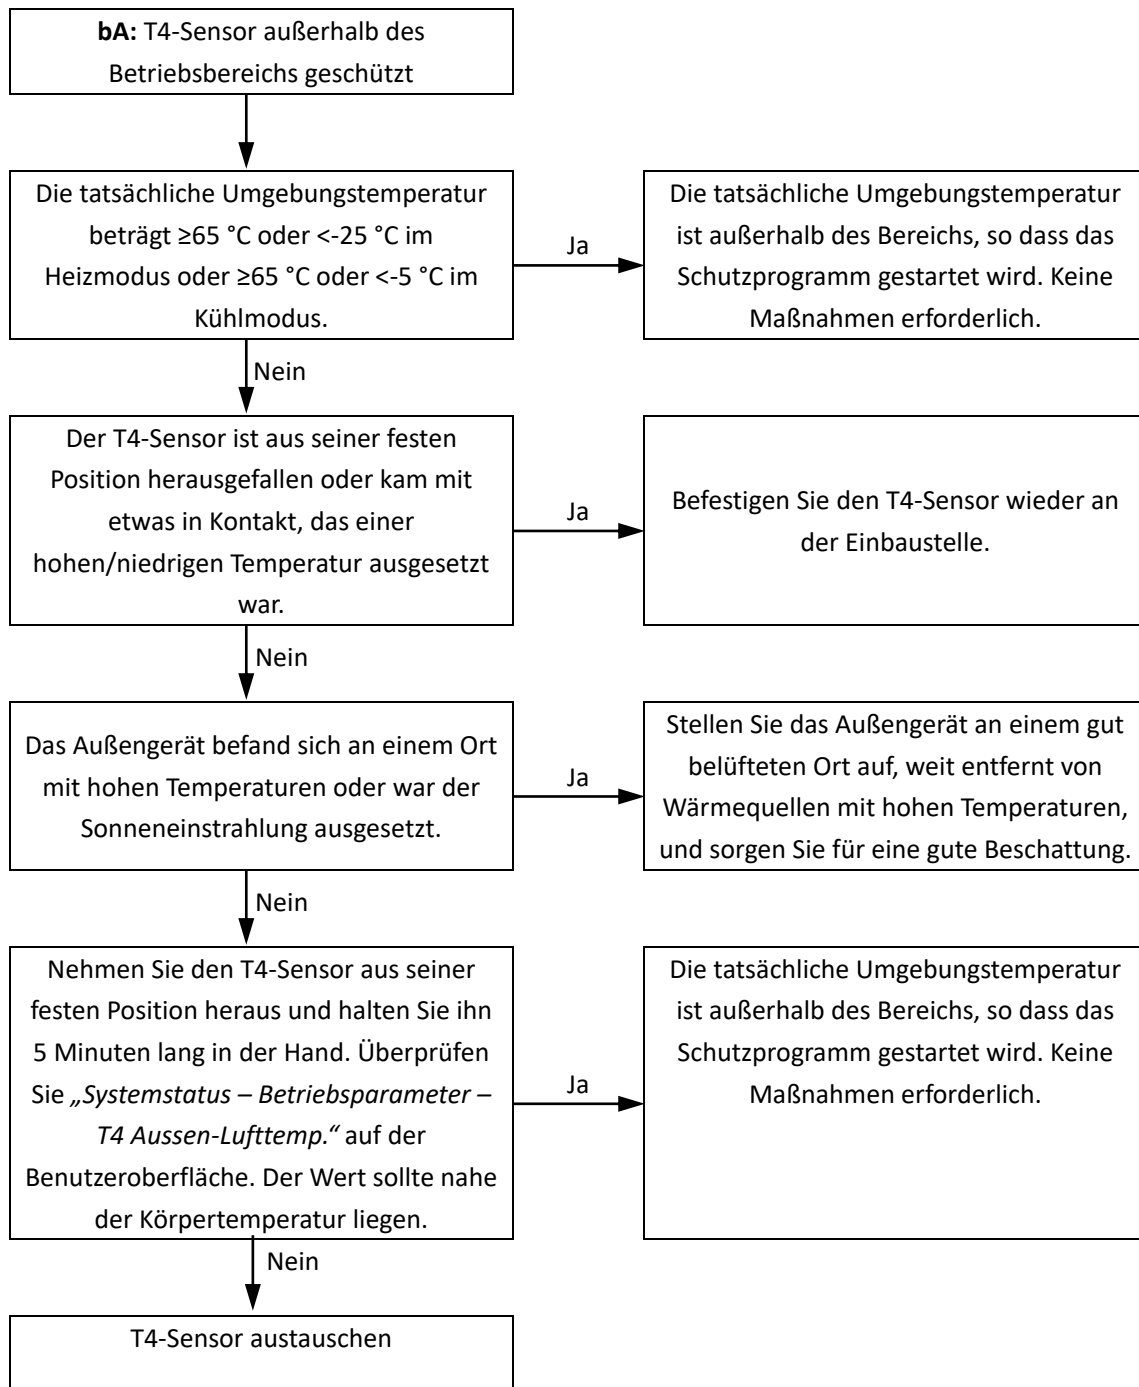 bA: T4-Sensor außerhalb des
Betriebsbereichs geschützt
Die tatsächliche Umgebungstemperatur
beträgt ≥65 °C oder <-25 °C im
Heizmodus oder ≥65 °C oder <-5 °C im
Kühlmodus.
Ja
Die tatsächliche Umgebungstemperatur
ist außerhalb des Bereichs, so dass das
Schutzprogramm gestartet wird. Keine
Maßnahmen erforderlich.
Nein
Der T4-Sensor ist aus seiner festen
Position herausgefallen oder kam mit
etwas in Kontakt, das einer
hohen/niedrigen Temperatur ausgesetzt
war.
Ja
Befestigen Sie den T4-Sensor wieder an
der Einbaustelle.
Nein
Das Außengerät befand sich an einem Ort
mit hohen Temperaturen oder war der
Sonneneinstrahlung ausgesetzt.
Ja
Stellen Sie das Außengerät an einem gut
belüfteten Ort auf, weit entfernt von
Wärmequellen mit hohen Temperaturen,
und sorgen Sie für eine gute Beschattung.
Nein
Nehmen Sie den T4-Sensor aus seiner
festen Position heraus und halten Sie ihn
5 Minuten lang in der Hand. Überprüfen
Sie „Systemstatus – Betriebsparameter –
T4 Aussen-Lufttemp.“ auf der
Benutzeroberfläche. Der Wert sollte nahe
der Körpertemperatur liegen.
Ja
Die tatsächliche Umgebungstemperatur
ist außerhalb des Bereichs, so dass das
Schutzprogramm gestartet wird. Keine
Maßnahmen erforderlich.
Nein
T4-Sensor austauschen